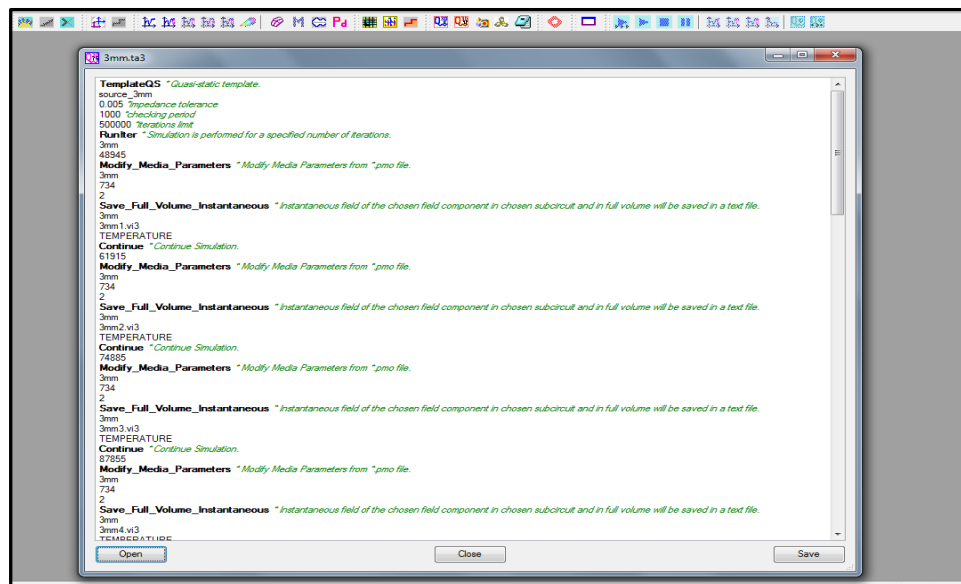 3mm.ta3
TemplateQS "Quasi-static template.
source_3mm
0.005 "impedance tolerance
1000 "checking period
500000 "iterations limit
RunIter "Simulation is performed for a specified number of iterations.
3mm
48945
Modify_Media_Parameters "Modify Media Parameters from *.pmo file.
3mm
734
2
Save_Full_Volume_Instantaneous "Instantaneous field of the chosen field component in chosen subcircuit and in full volume will be saved in a text file.
3mm
3mm1.vi3
TEMPERATURE
Continue "Continue Simulation.
61915
Modify_Media_Parameters "Modify Media Parameters from *.pmo file.
3mm
734
2
Save_Full_Volume_Instantaneous "Instantaneous field of the chosen field component in chosen subcircuit and in full volume will be saved in a text file.
3mm
3mm2.vi3
TEMPERATURE
Continue "Continue Simulation.
74885
Modify_Media_Parameters "Modify Media Parameters from *.pmo file.
3mm
734
2
Save_Full_Volume_Instantaneous "Instantaneous field of the chosen field component in chosen subcircuit and in full volume will be saved in a text file.
3mm
3mm3.vi3
TEMPERATURE
Continue "Continue Simulation.
87855
Modify_Media_Parameters "Modify Media Parameters from *.pmo file.
3mm
734
2
Save_Full_Volume_Instantaneous "Instantaneous field of the chosen field component in chosen subcircuit and in full volume will be saved in a text file.
3mm
3mm4.vi3
TEMPERATURE
Open Close Save